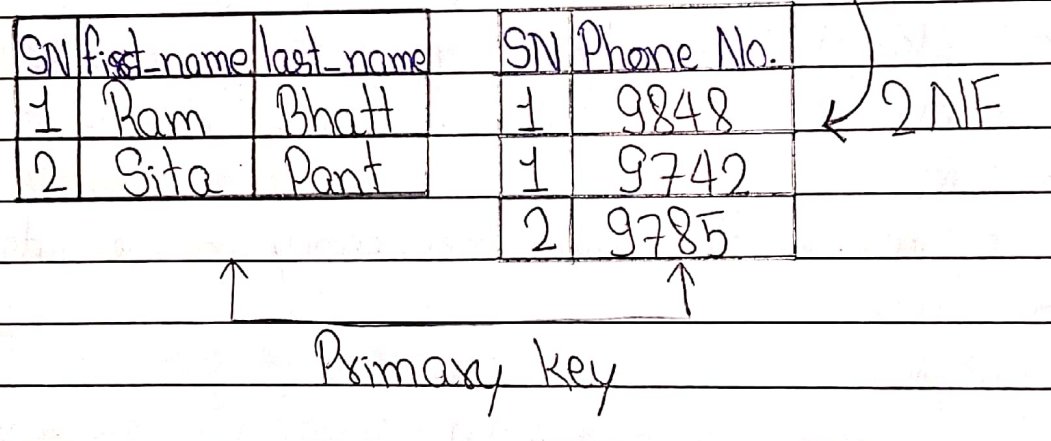 SN first_name last_name SN Phone No.
1 Ram Bhatt 1 9848 2NF
2 Sita Pant 1 9742
2 9785
Primary key